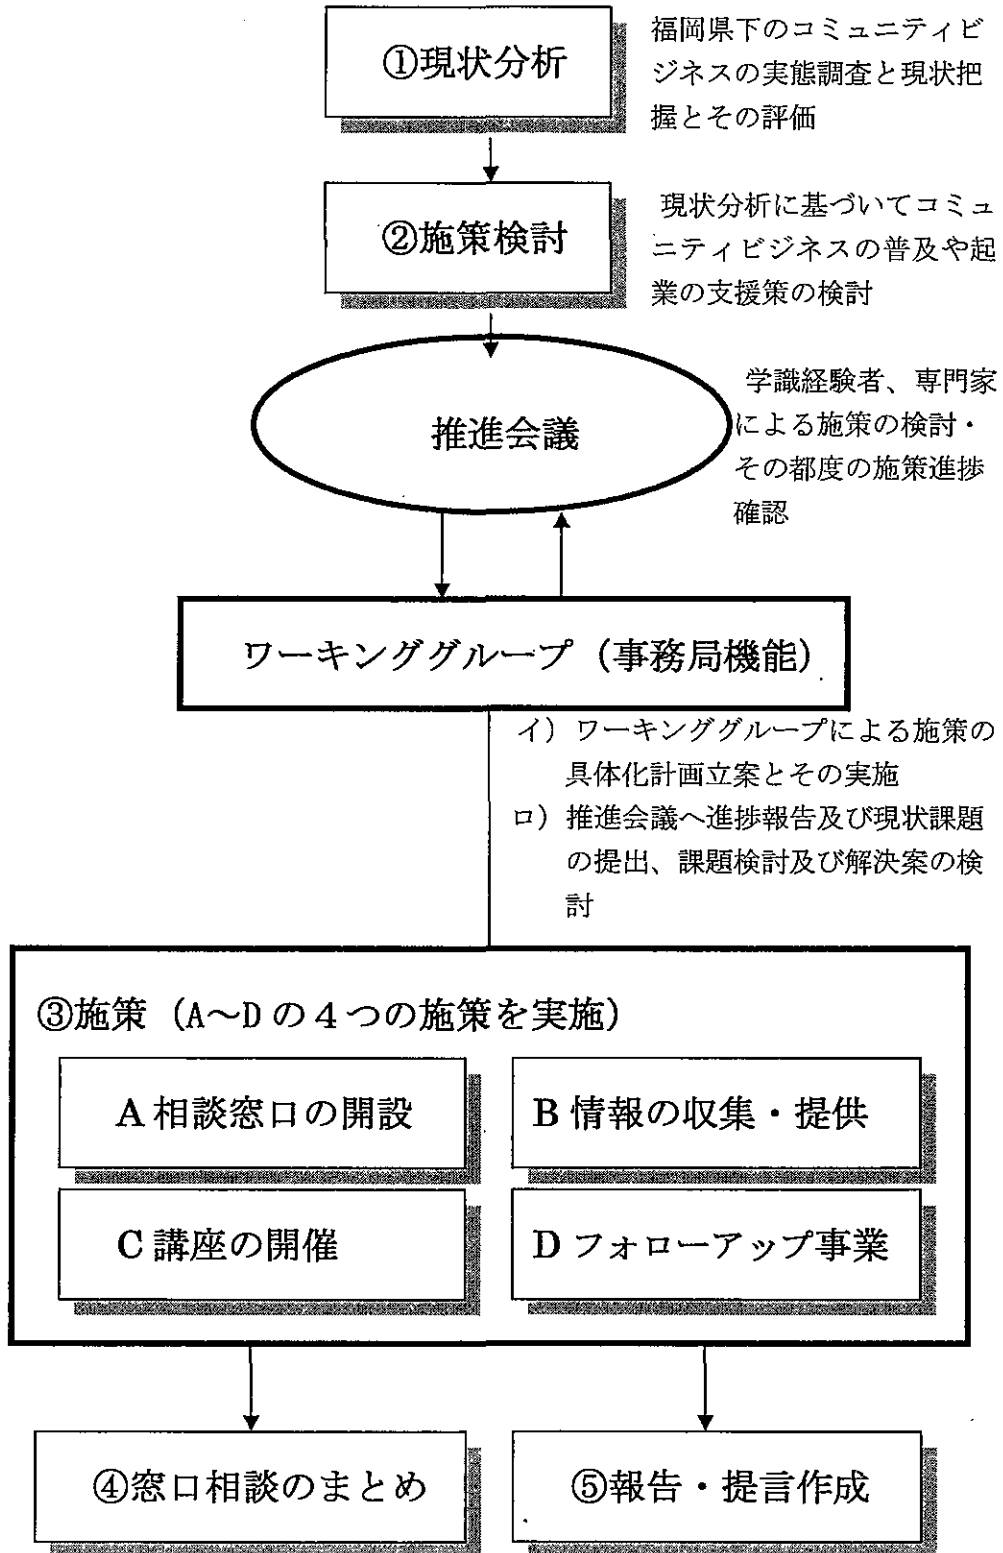 ①現状分析
福岡県下のコミュニティビ
ジネスの実態調査と現状把
握とその評価
②施策検討
現状分析に基づいてコミュ
ニティビジネスの普及や起
業の支援策の検討
推進会議
学識経験者、専門家
による施策の検討・
その都度の施策進捗
確認
ワーキンググループ（事務局機能）
イ）ワーキンググループによる施策の
具体化計画立案とその実施
ロ）推進会議へ進捗報告及び現状課題
の提出、課題検討及び解決案の検
討
③施策（A～Dの４つの施策を実施）
A 相談窓口の開設
B 情報の収集・提供
C 講座の開催
D フォローアップ事業
④窓口相談のまとめ
⑤報告・提言作成